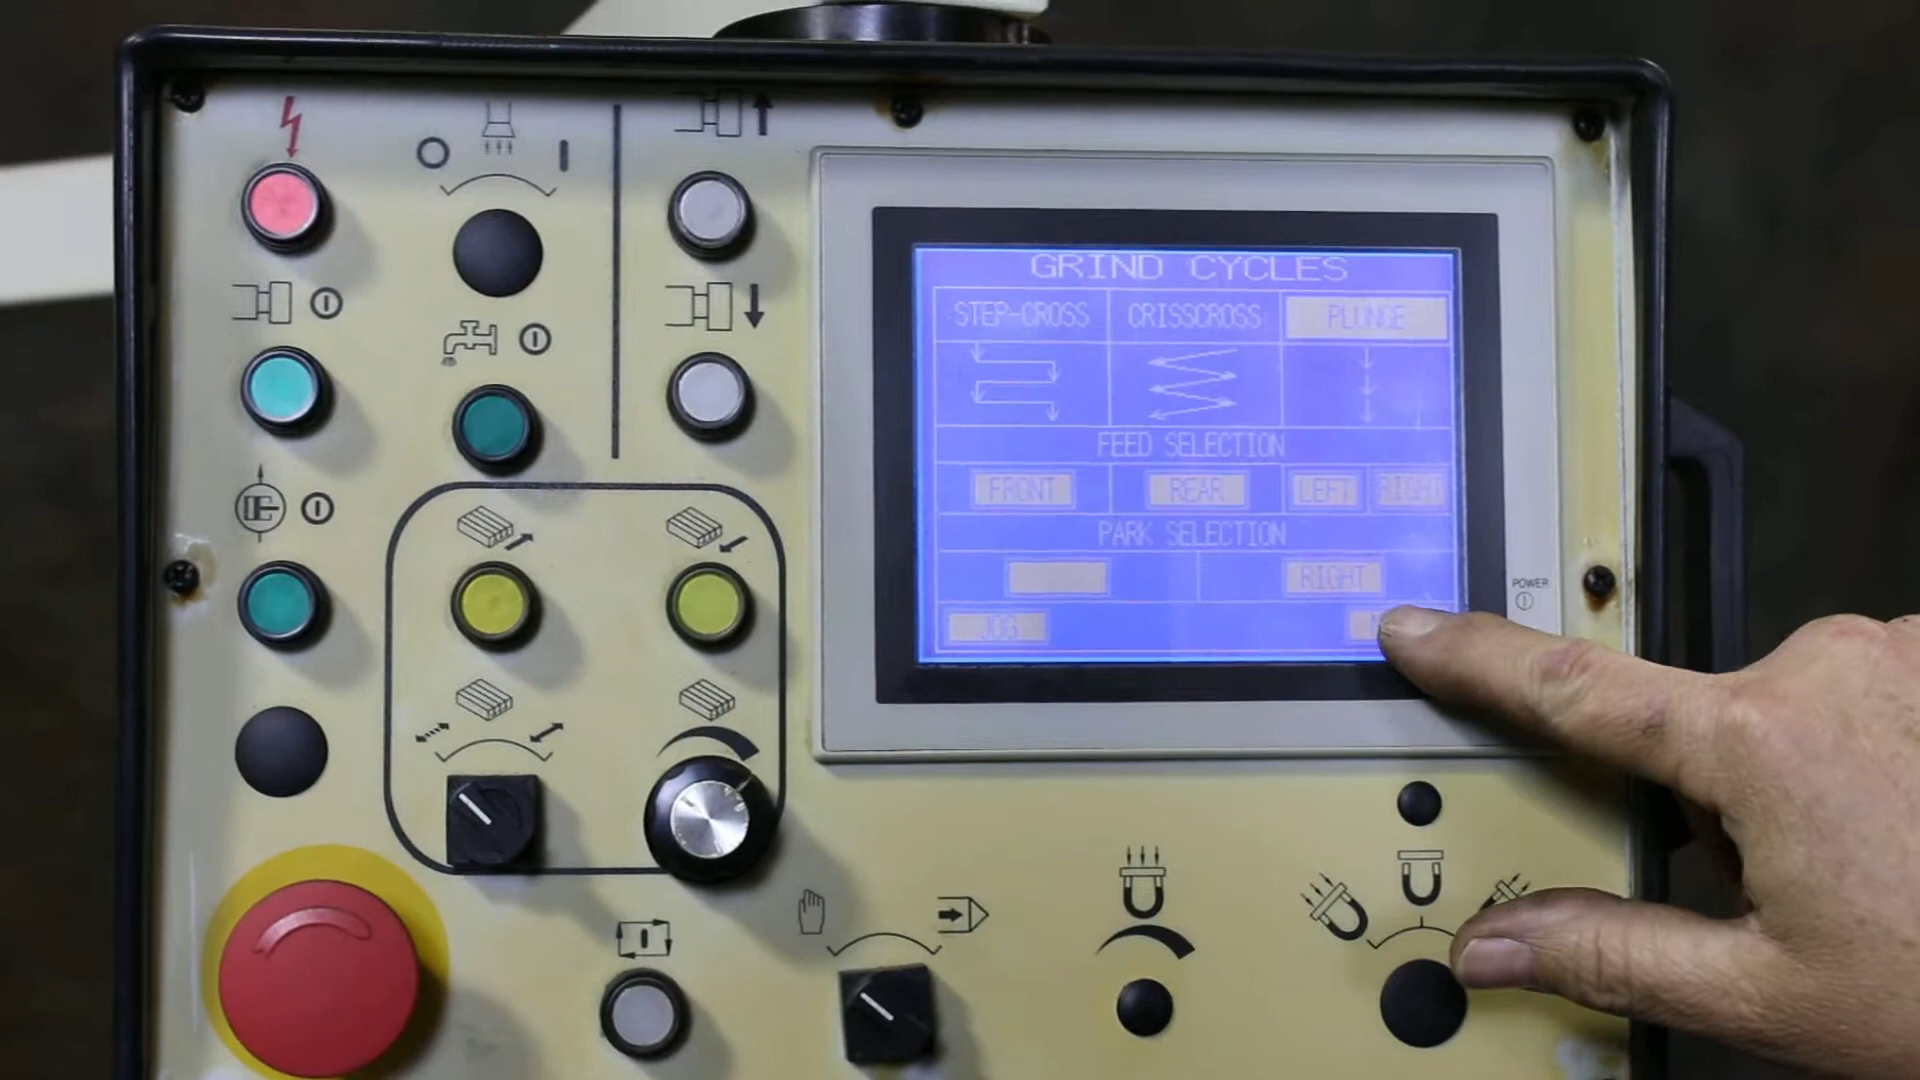 GRIND CYCLES
STEP-CROSS CRISSCROSS PLUNGE
FEED SELECTION
FRONT REAR LEFT RIGHT
PARK SELECTION
RIGHT
JOG
POWER